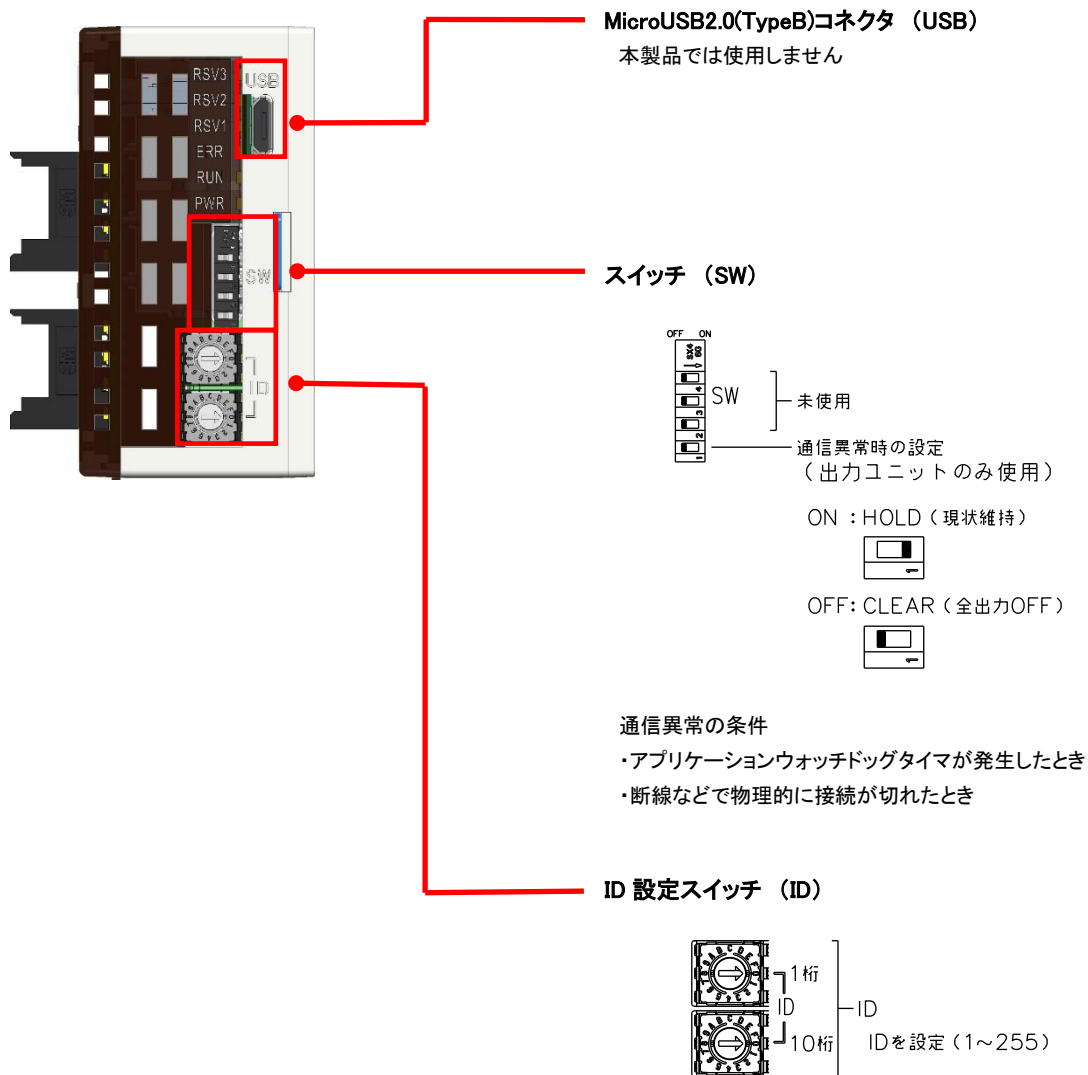 MicroUSB2.0(TypeB)コネクタ （USB）
本製品では使用しません
RSV3
RSV2
RSV1
ERR
RUN
PWR
USB
SW
ID
スイッチ （SW）
OFF ON
SW
4
3
2
1
未使用
通信異常時の設定
（出力ユニットのみ使用）
ON ：HOLD（現状維持）
1
OFF：CLEAR（全出力OFF）
1
通信異常の条件
・アプリケーションウォッチドッグタイマが発生したとき
・断線などで物理的に接続が切れたとき
ID 設定スイッチ （ID）
1桁
ID
10桁
ID
IDを設定（1～255）